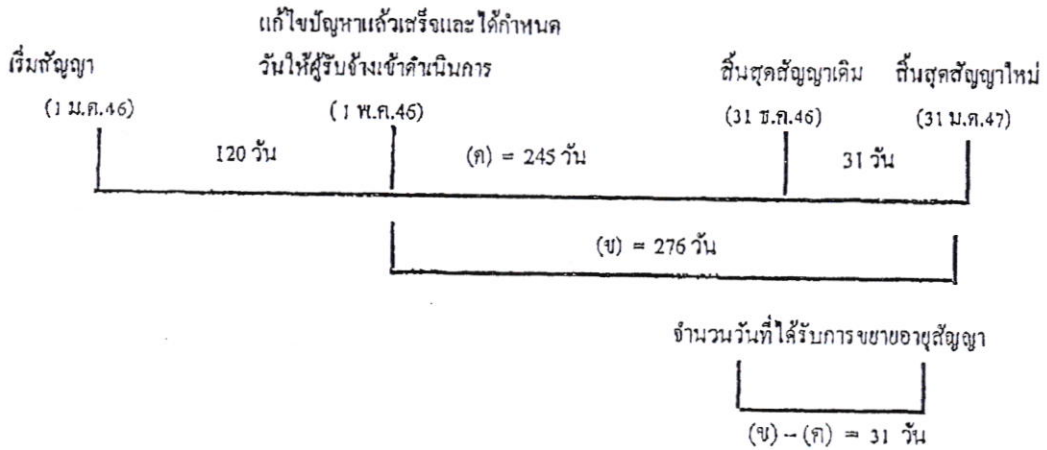 แก้ไขปัญหาแล้วเสร็จและได้กำหนด
เริ่มสัญญา วันให้ผู้รับจ้างเข้าดำเนินการ สิ้นสุดสัญญาเดิม สิ้นสุดสัญญาใหม่
(1 ม.ค.46) (1 พ.ค.46) (31 ธ.ค.46) (31 ม.ค.47)
120 วัน (ค) = 245 วัน 31 วัน
(ข) = 276 วัน
จำนวนวันที่ได้รับการขยายอายุสัญญา
(ข) – (ค) = 31 วัน